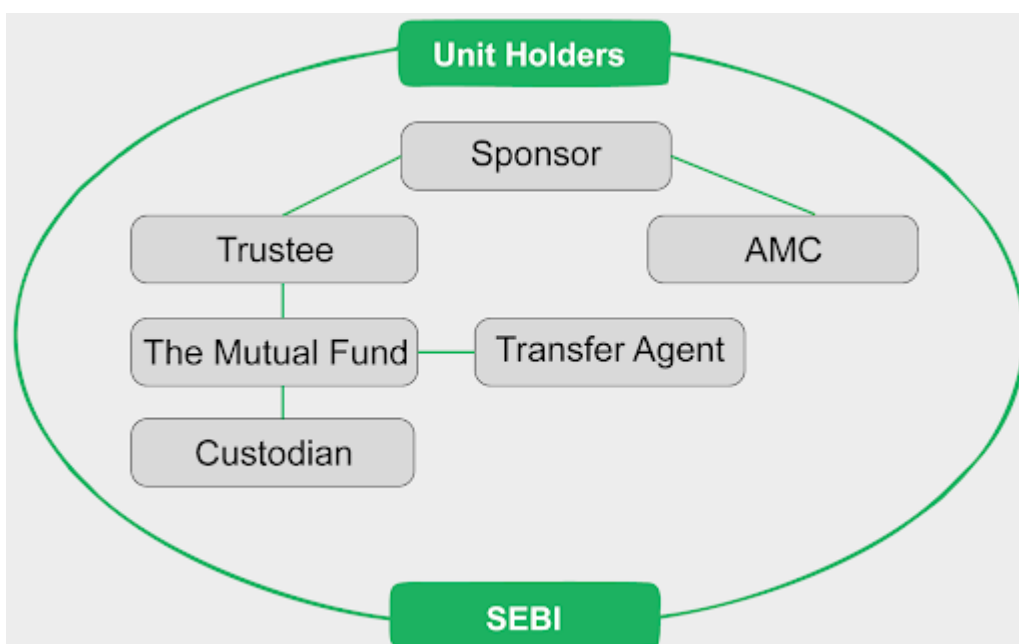 Unit Holders
Sponsor
Trustee
AMC
The Mutual Fund
Transfer Agent
Custodian
SEBI